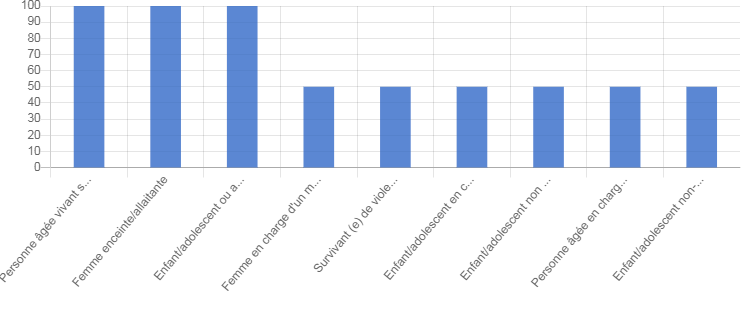 100
90
80
70
60
50
40
30
20
10
0
Personne âgée vivant s...
Femme enceinte/allaitante
Enfant/adolescent ou a...
Femme en charge d'un m...
Survivant (e) de viole...
Enfant/adolescent en c...
Enfant/adolescent non ...
Personne âgée en charg...
Enfant/adolescent non-...